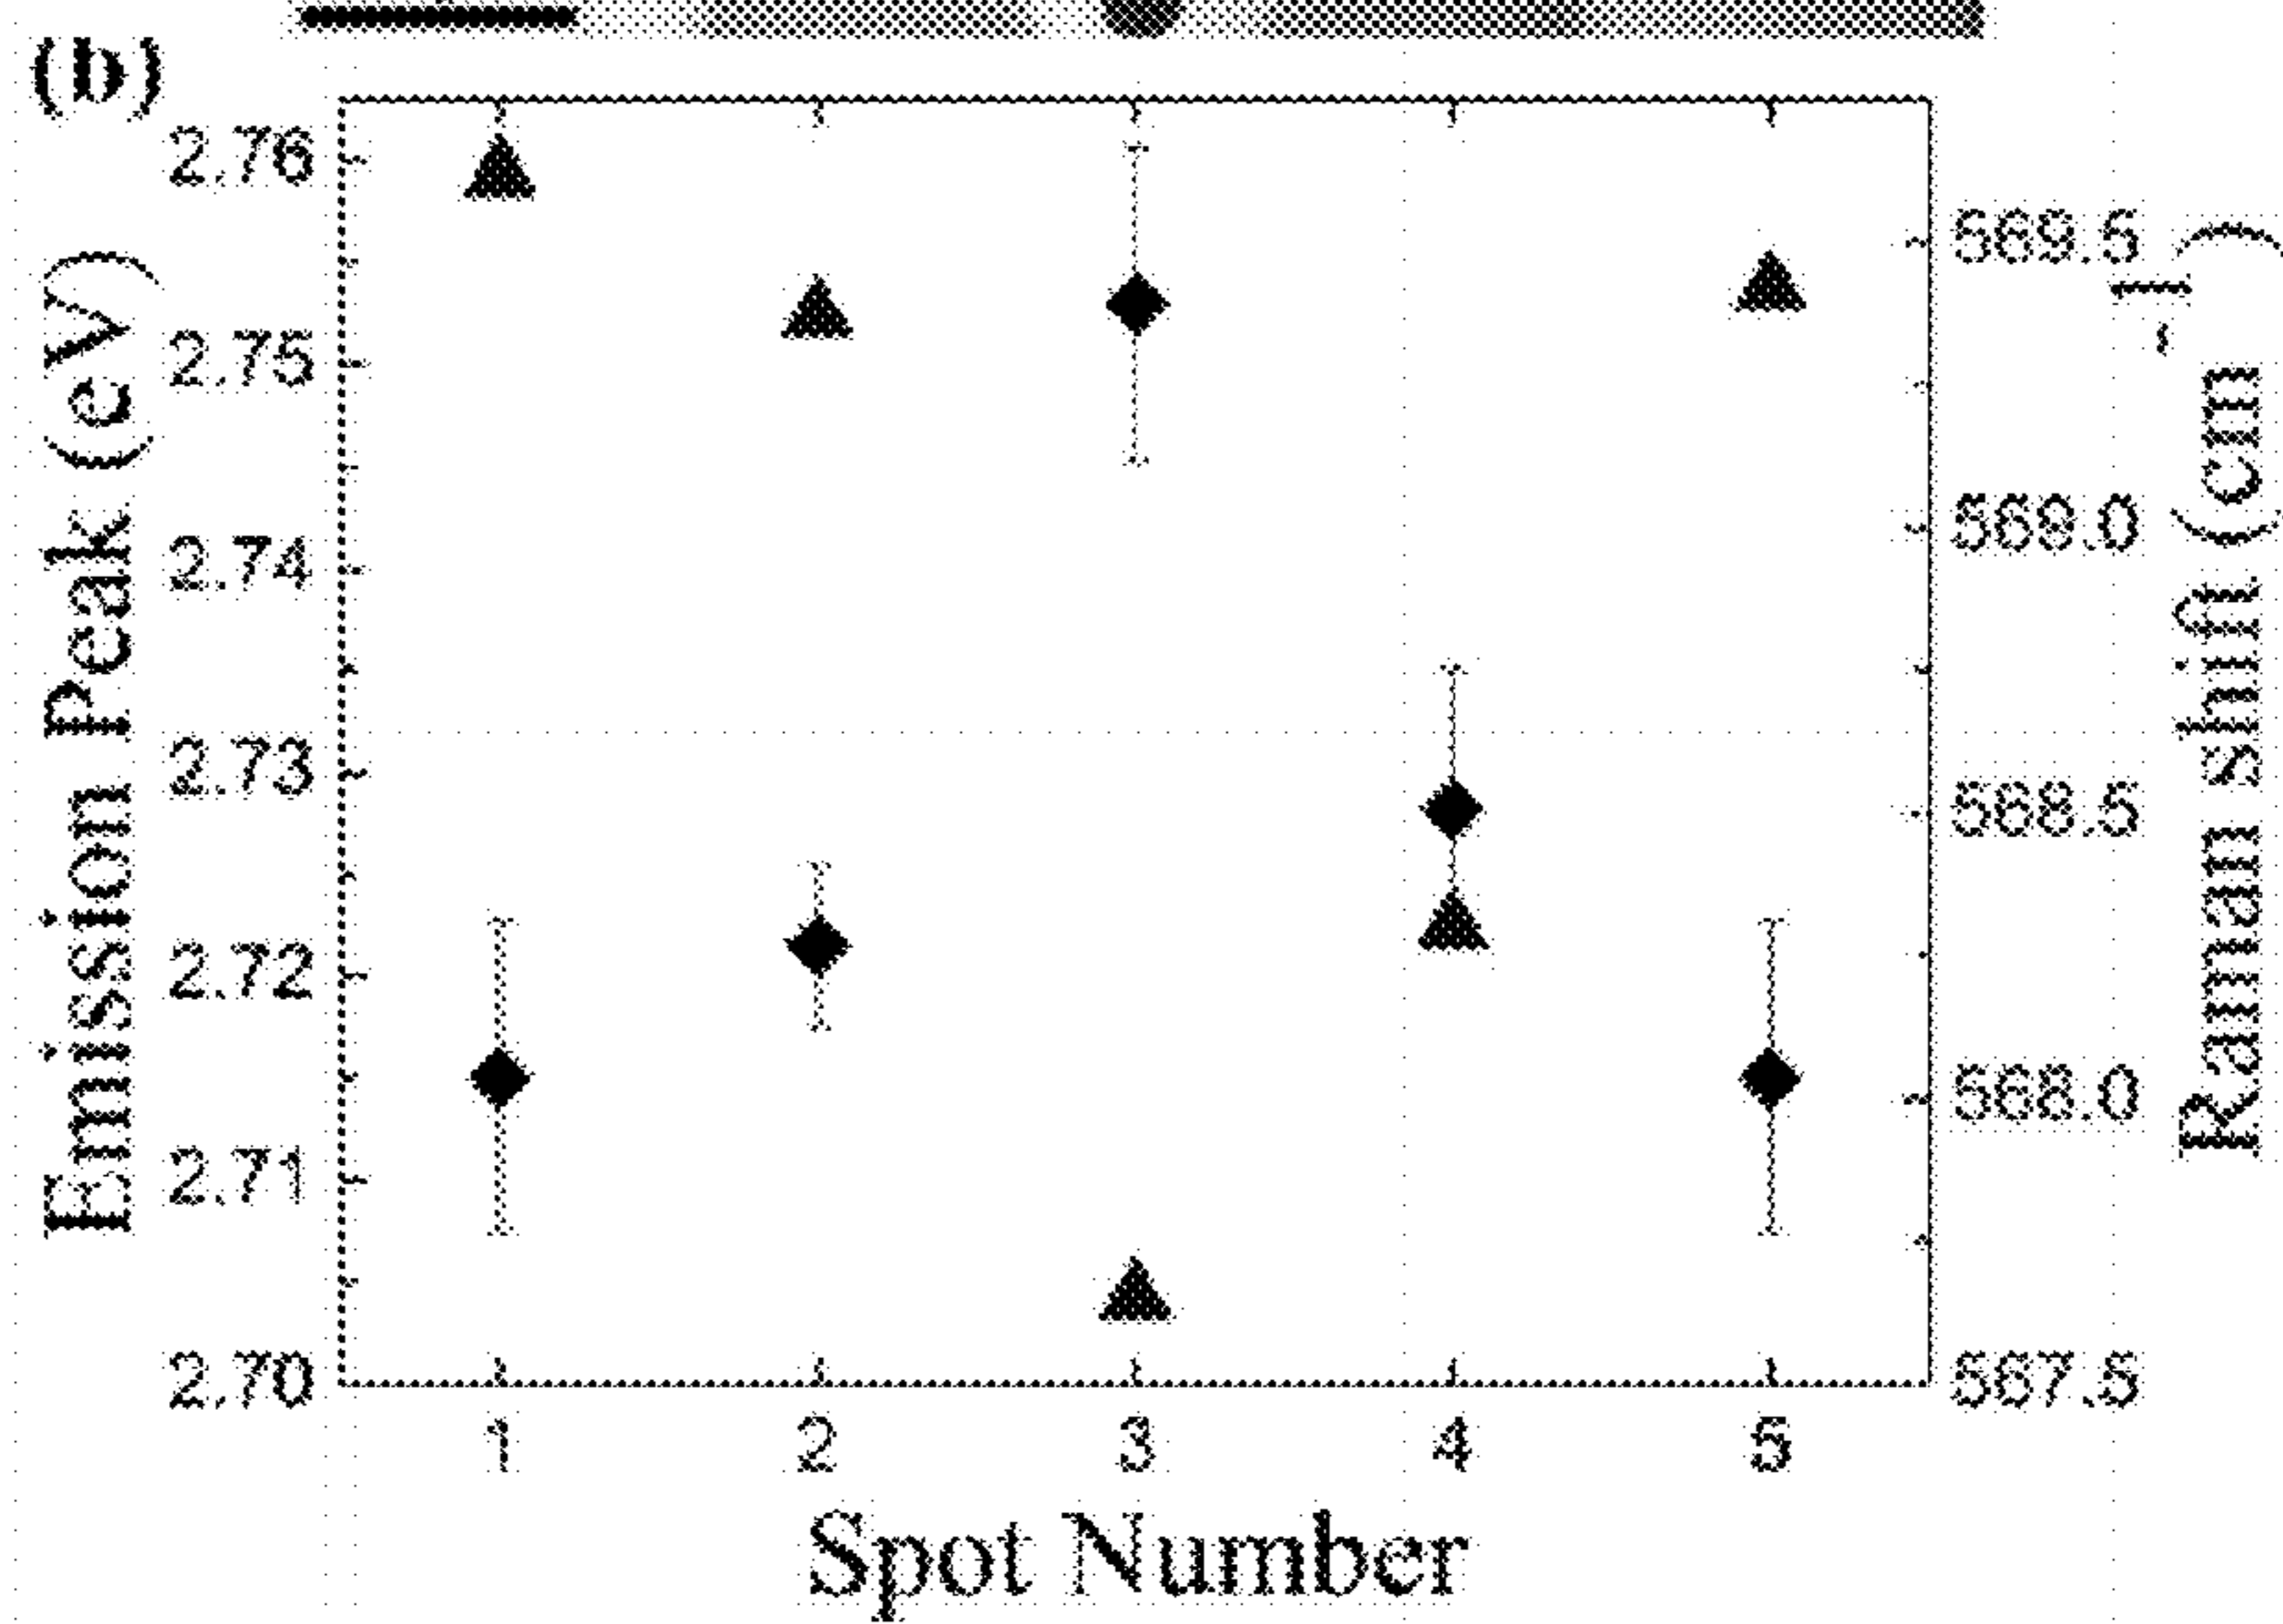 (b)
2.76
2.75
2.74
2.73
2.72
2.71
2.70
Emission Peak (eV)
569.5
569.0
568.5
568.0
567.5
Raman shift (cm⁻¹)
1 2 3 4 5
Spot Number